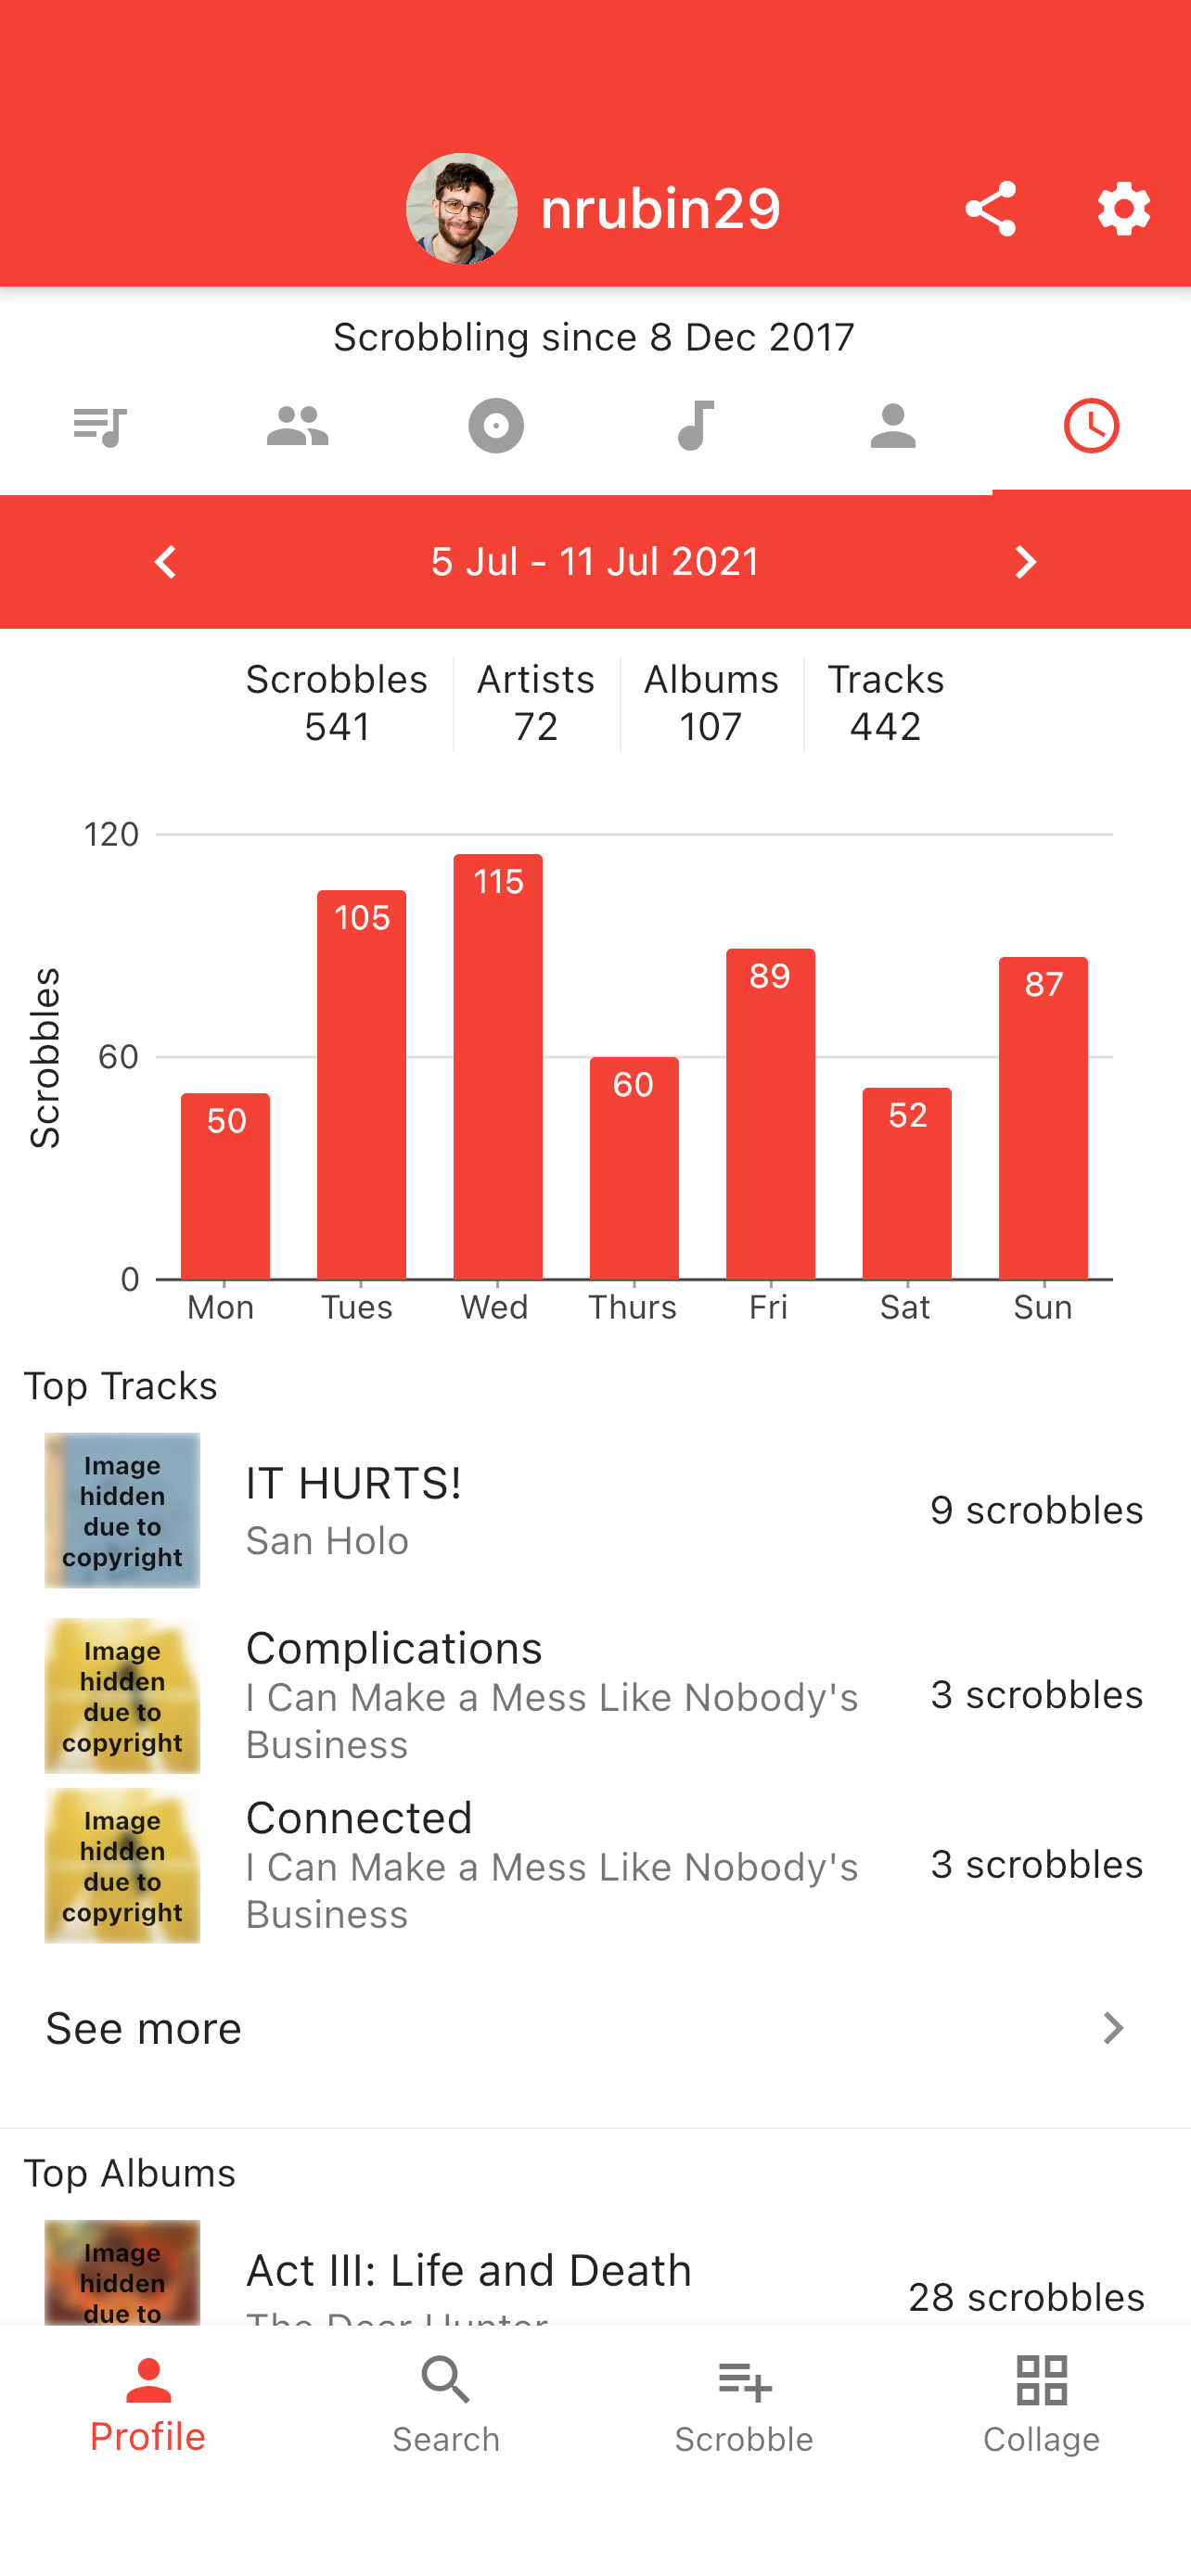 nrubin29
Scrobbling since 8 Dec 2017
5 Jul - 11 Jul 2021
Scrobbles Artists Albums Tracks
541 72 107 442
120
60
0
Scrobbles
50 105 115 60 89 52 87
Mon Tues Wed Thurs Fri Sat Sun
Top Tracks
Image
hidden
due to
copyright
IT HURTS!
San Holo
9 scrobbles
Image
hidden
due to
copyright
Complications
I Can Make a Mess Like Nobody's
Business
3 scrobbles
Image
hidden
due to
copyright
Connected
I Can Make a Mess Like Nobody's
Business
3 scrobbles
See more
Top Albums
Image
hidden
due to
Act III: Life and Death
The Dear Hunter
28 scrobbles
Profile Search Scrobble Collage